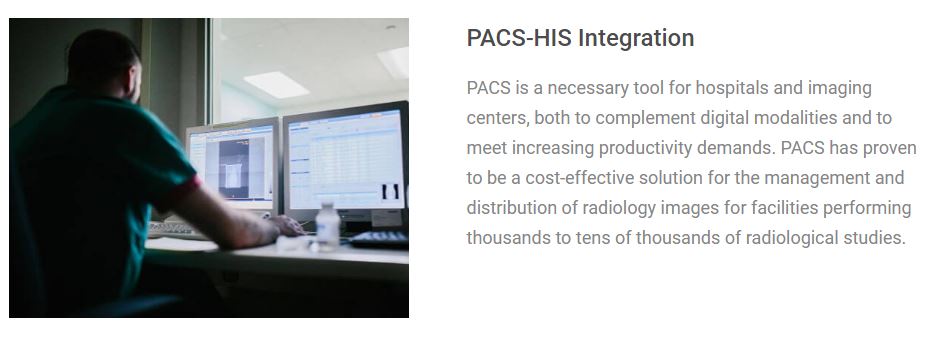 PACS-HIS Integration
PACS is a necessary tool for hospitals and imaging
centers, both to complement digital modalities and to
meet increasing productivity demands. PACS has proven
to be a cost-effective solution for the management and
distribution of radiology images for facilities performing
thousands to tens of thousands of radiological studies.